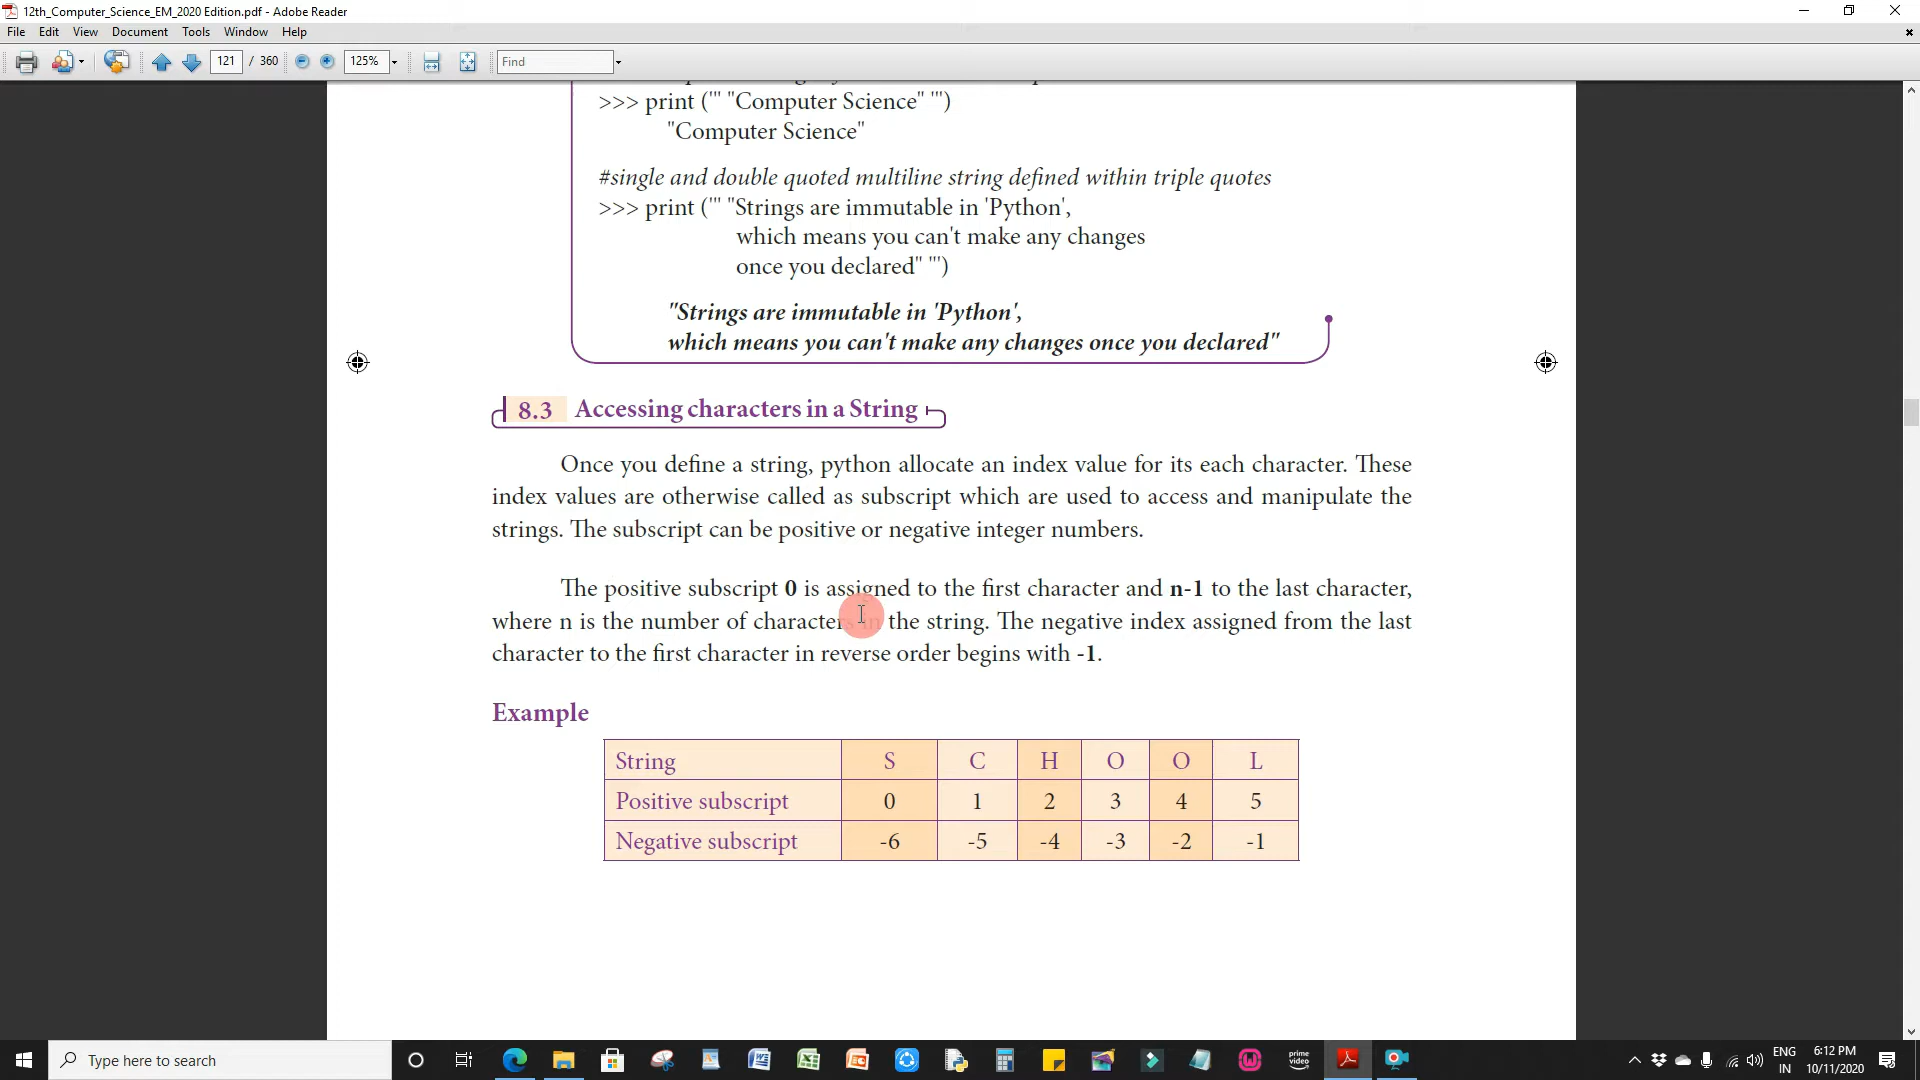 12th_Computer_Science_EM_2020 Edition.pdf - Adobe Reader
File Edit View Document Tools Window Help
121 / 360 125% Find
>>> print (''' "Computer Science" ''')
"Computer Science"
#single and double quoted multiline string defined within triple quotes
>>> print (''' "Strings are immutable in 'Python',
which means you can't make any changes
once you declared" ''')
"Strings are immutable in 'Python',
which means you can't make any changes once you declared"
8.3 Accessing characters in a String
Once you define a string, python allocate an index value for its each character. These
index values are otherwise called as subscript which are used to access and manipulate the
strings. The subscript can be positive or negative integer numbers.
The positive subscript 0 is assigned to the first character and n-1 to the last character,
where n is the number of characters in the string. The negative index assigned from the last
character to the first character in reverse order begins with -1.
Example
String S C H O O L
Positive subscript 0 1 2 3 4 5
Negative subscript -6 -5 -4 -3 -2 -1
Type here to search
prime video
ENG 6:12 PM
IN 10/11/2020